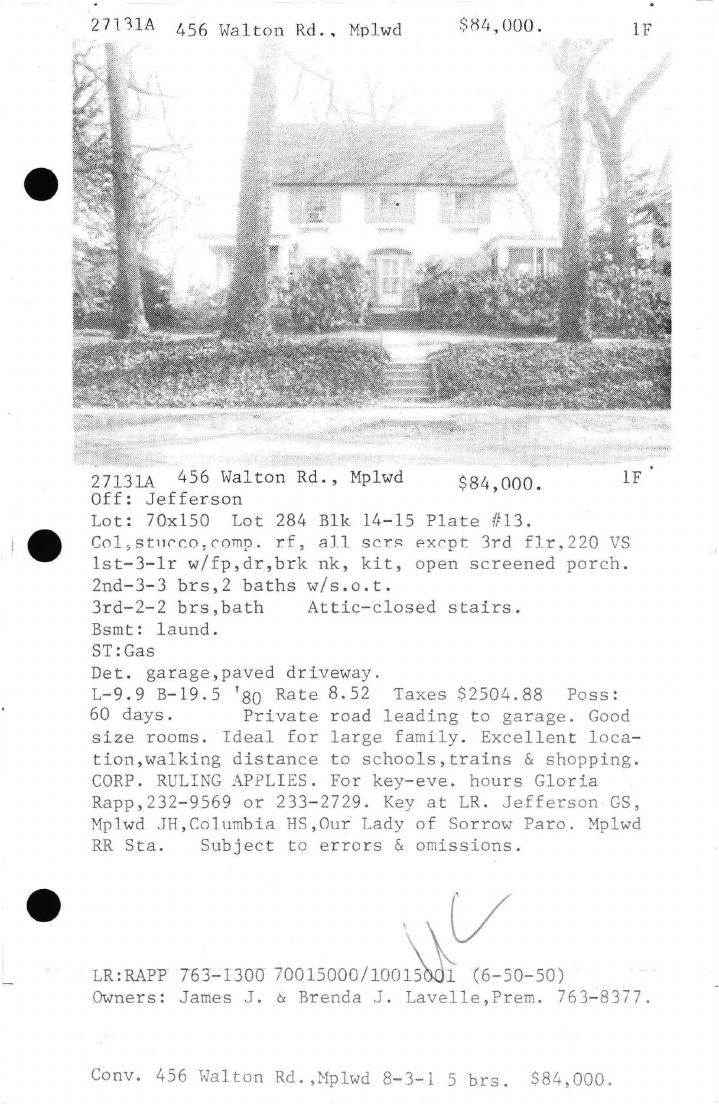 27131A 456 Walton Rd., Mplwd $84,000. 1F
27131A 456 Walton Rd., Mplwd $84,000. 1F
Off: Jefferson
Lot: 70x150 Lot 284 Blk 14-15 Plate #13.
Col,stucco,comp. rf, all scrs excpt 3rd flr,220 VS
1st-3-lr w/fp,dr,brk nk, kit, open screened porch.
2nd-3-3 brs,2 baths w/s.o.t.
3rd-2-2 brs,bath Attic-closed stairs.
Bsmt: laund.
ST:Gas
Det. garage,paved driveway.
L-9.9 B-19.5 '80 Rate 8.52 Taxes $2504.88 Poss:
60 days. Private road leading to garage. Good
size rooms. Ideal for large family. Excellent loca-
tion,walking distance to schools,trains & shopping.
CORP. RULING APPLIES. For key-eve. hours Gloria
Rapp,232-9569 or 233-2729. Key at LR. Jefferson GS,
Mplwd JH,Columbia HS,Our Lady of Sorrow Paro. Mplwd
RR Sta. Subject to errors & omissions.
UC
LR:RAPP 763-1300 70015000/10015001 (6-50-50)
Owners: James J. & Brenda J. Lavelle,Prem. 763-8377.
Conv. 456 Walton Rd.,Mplwd 8-3-1 5 brs. $84,000.